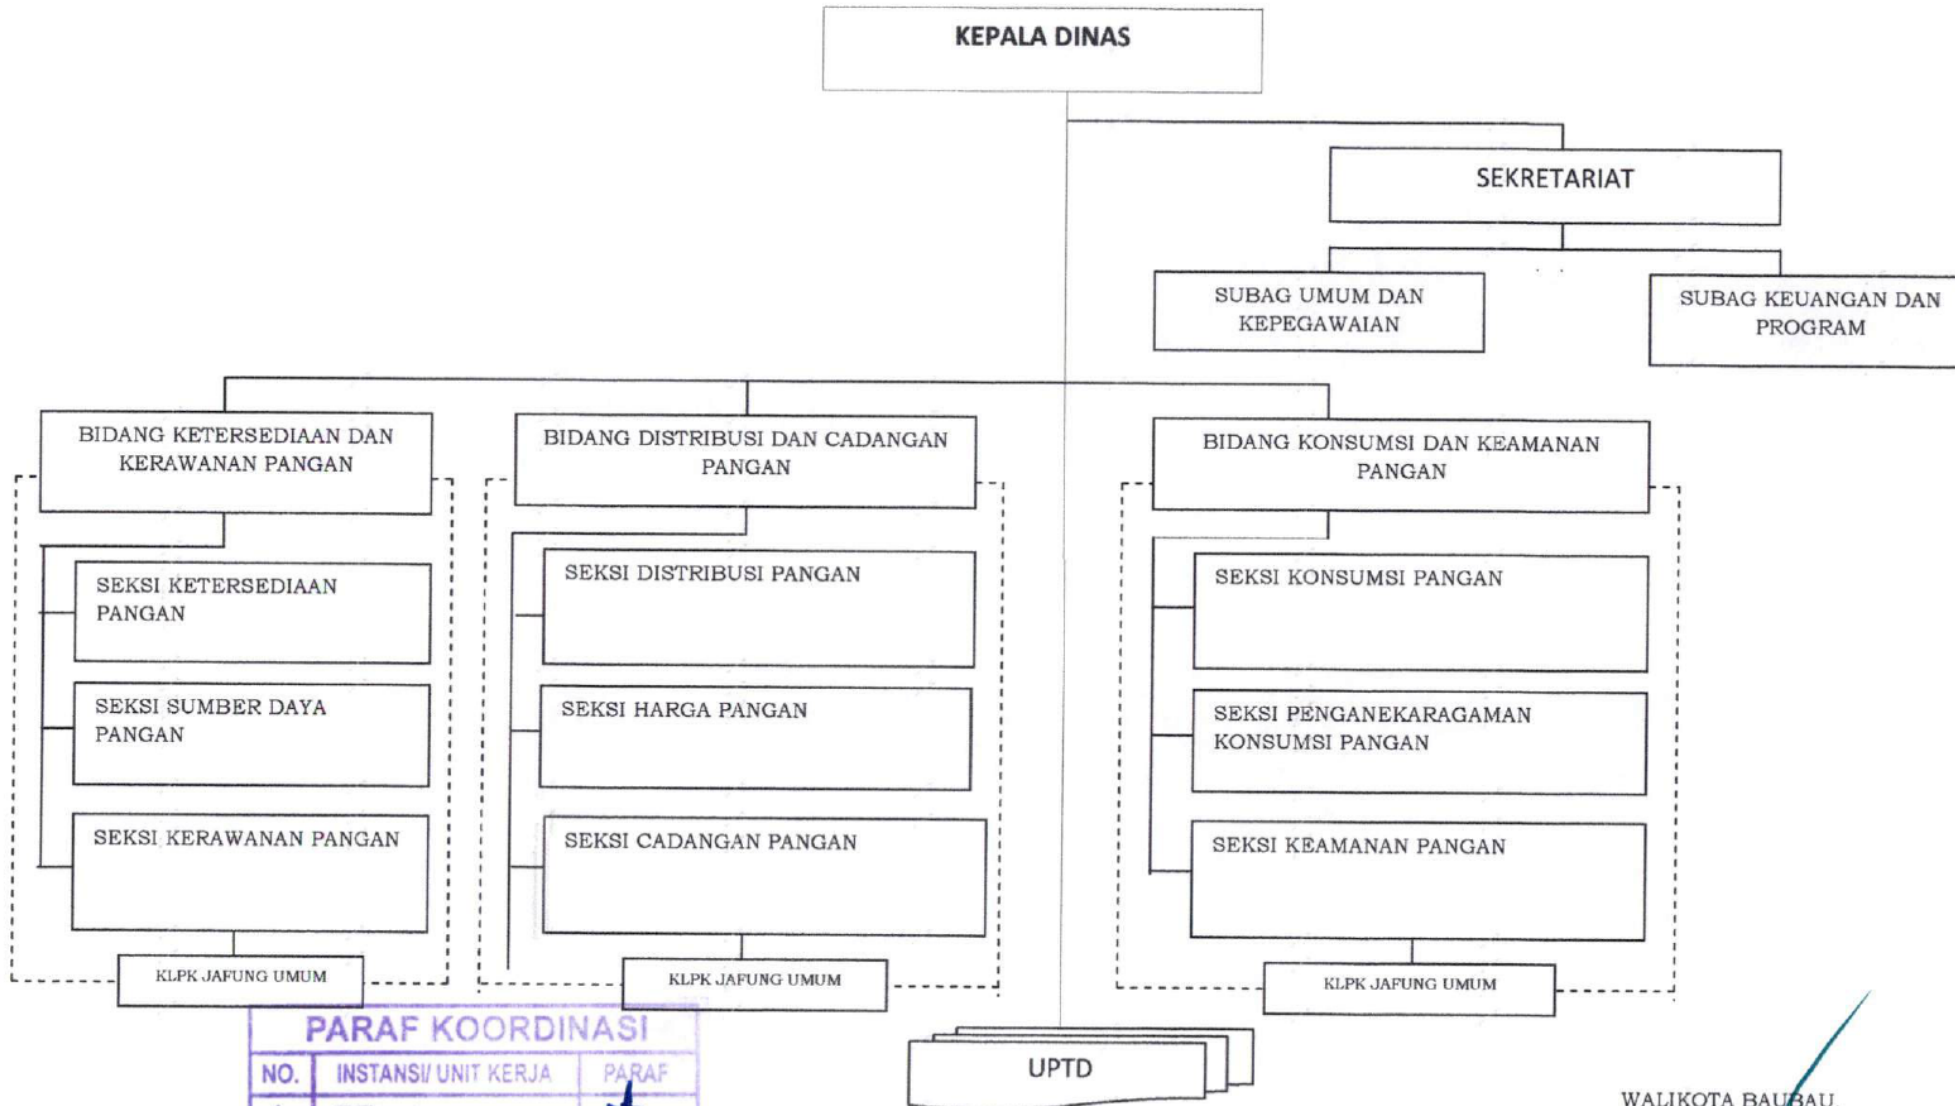 KEPALA DINAS
SEKRETARIAT
SUBAG UMUM DAN
KEPEGAWAIAN
SUBAG KEUANGAN DAN
PROGRAM
BIDANG KETERSEDIAAN DAN
KERAWANAN PANGAN
BIDANG DISTRIBUSI DAN CADANGAN
PANGAN
BIDANG KONSUMSI DAN KEAMANAN
PANGAN
SEKSI KETERSEDIAAN
PANGAN
SEKSI SUMBER DAYA
PANGAN
SEKSI KERAWANAN PANGAN
KLPK JAFUNG UMUM
SEKSI DISTRIBUSI PANGAN
SEKSI HARGA PANGAN
SEKSI CADANGAN PANGAN
KLPK JAFUNG UMUM
SEKSI KONSUMSI PANGAN
SEKSI PENGANEKARAGAMAN
KONSUMSI PANGAN
SEKSI KEAMANAN PANGAN
KLPK JAFUNG UMUM
PARAF KOORDINASI
NO. INSTANSI/ UNIT KERJA PARAF
UPTD
WALIKOTA BAUBAU,